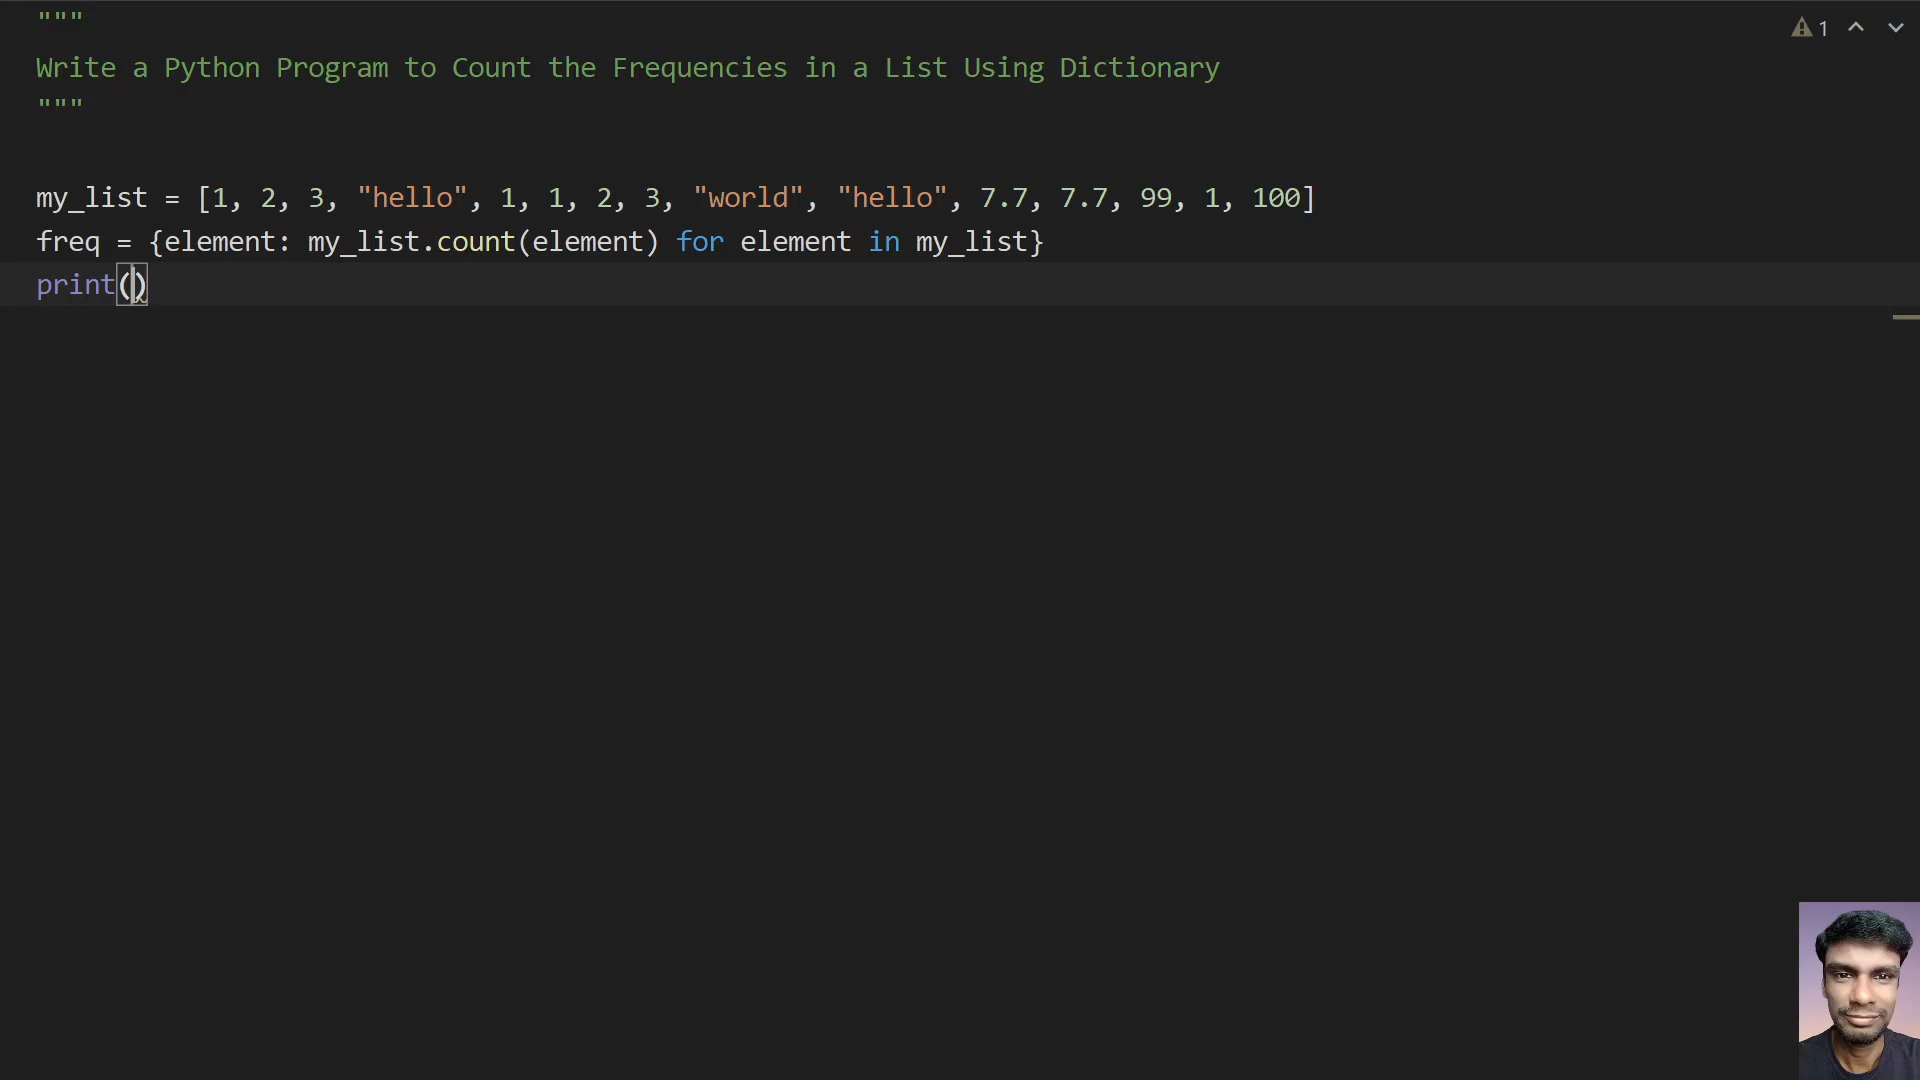 """
1
Write a Python Program to Count the Frequencies in a List Using Dictionary
"""
my_list = [1, 2, 3, "hello", 1, 1, 2, 3, "world", "hello", 7.7, 7.7, 99, 1, 100]
freq = {element: my_list.count(element) for element in my_list}
print()